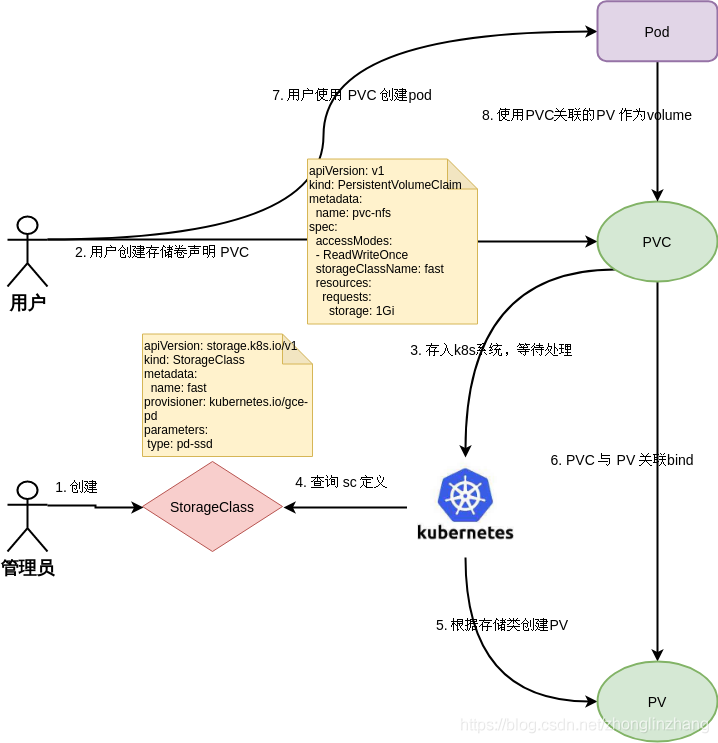 Pod
7. 用户使用 PVC 创建pod
8. 使用PVC关联的PV 作为volume
apiVersion: v1
kind: PersistentVolumeClaim
metadata:
name: pvc-nfs
spec:
accessModes:
- ReadWriteOnce
storageClassName: fast
resources:
requests:
storage: 1Gi
PVC
2. 用户创建存储卷声明 PVC
用户
apiVersion: storage.k8s.io/v1
kind: StorageClass
metadata:
name: fast
provisioner: kubernetes.io/gce-
pd
parameters:
type: pd-ssd
3. 存入k8s系统，等待处理
6. PVC 与 PV 关联bind
1. 创建
StorageClass
4. 查询 sc 定义
kubernetes
管理员
5. 根据存储类创建PV
PV
https://blog.csdn.net/zhonglinzhang